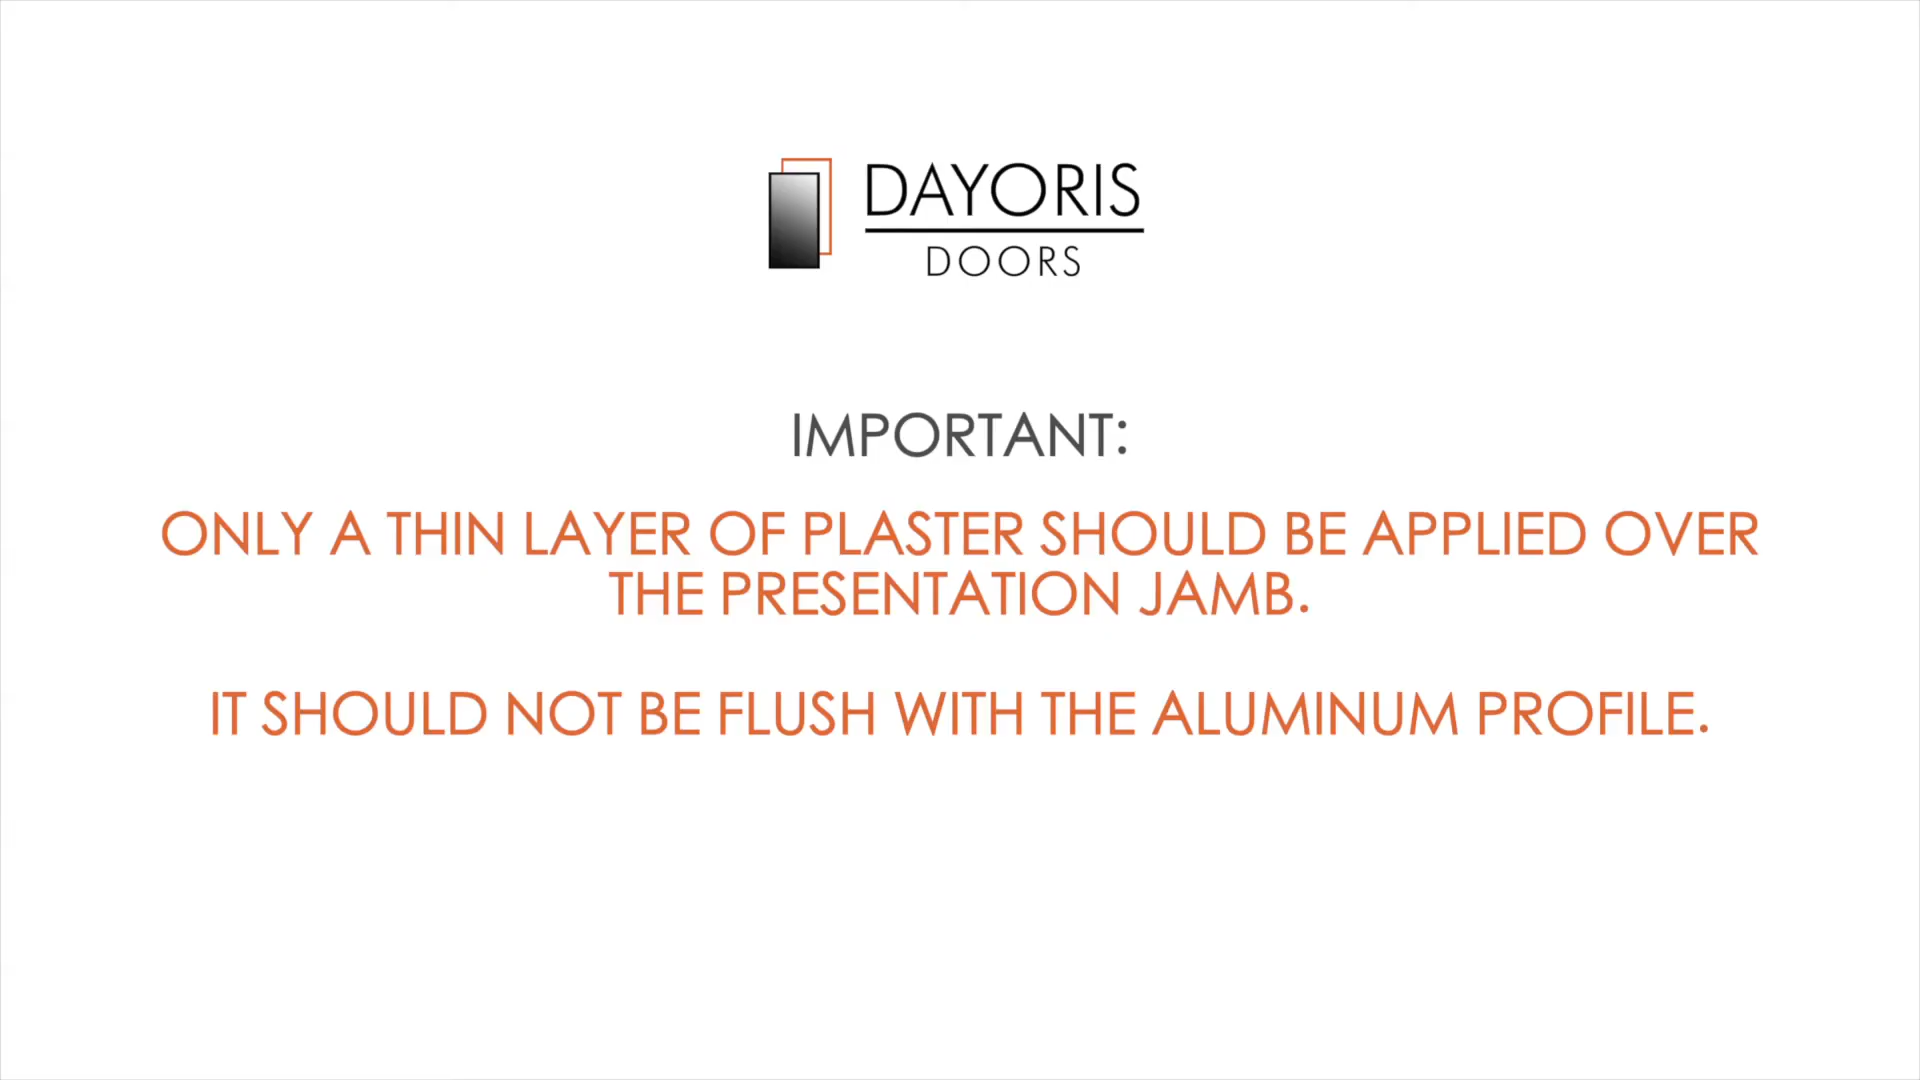 DAYORIS
DOORS
IMPORTANT:
ONLY A THIN LAYER OF PLASTER SHOULD BE APPLIED OVER
THE PRESENTATION JAMB.
IT SHOULD NOT BE FLUSH WITH THE ALUMINUM PROFILE.